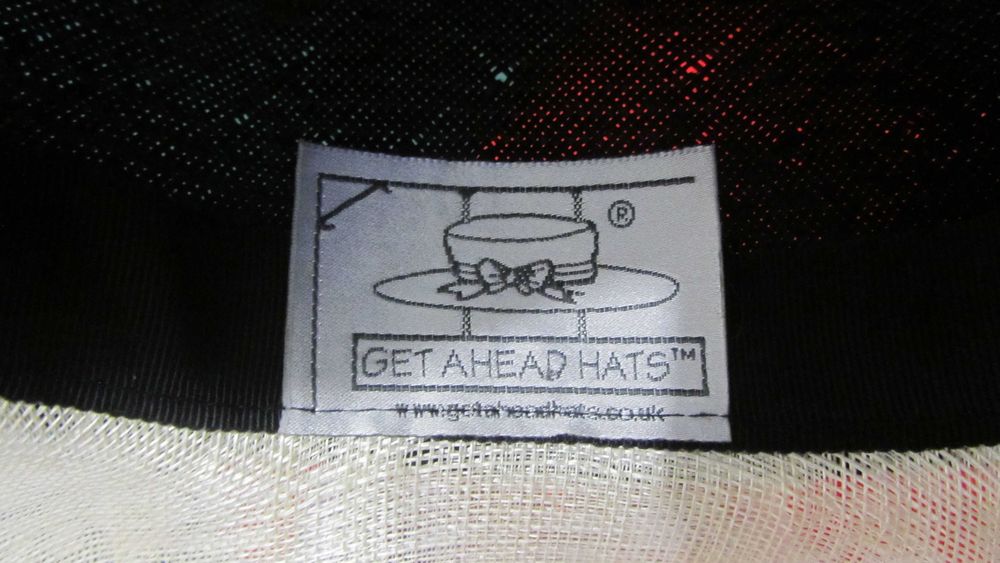 ®
GET AHEAD HATS™
www.getaheadhats.co.uk